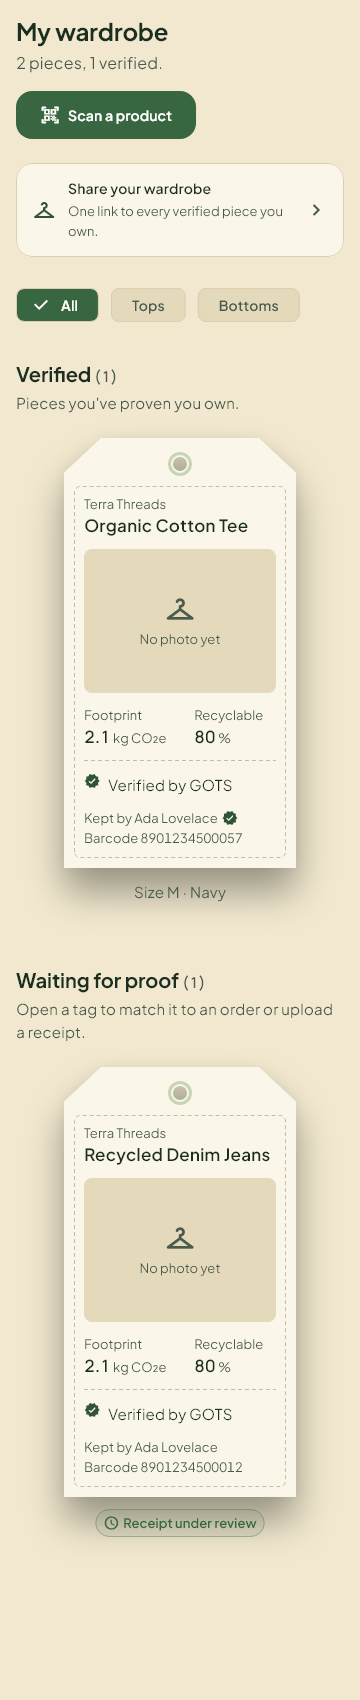 My wardrobe
2 pieces, 1 verified.
Scan a product
Share your wardrobe
One link to every verified piece you
own.
All
Tops
Bottoms
Verified (1)
Pieces you've proven you own.
Terra Threads
Organic Cotton Tee
No photo yet
Footprint
Recyclable
2.1 kg CO₂e
80 %
Verified by GOTS
Kept by Ada Lovelace
Barcode 8901234500057
Size M · Navy
Waiting for proof (1)
Open a tag to match it to an order or upload
a receipt.
Terra Threads
Recycled Denim Jeans
No photo yet
Footprint
Recyclable
2.1 kg CO₂e
80 %
Verified by GOTS
Kept by Ada Lovelace
Barcode 8901234500012
Receipt under review